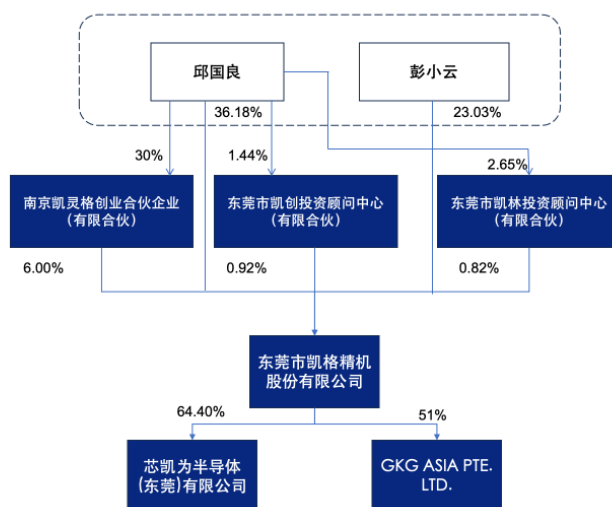 邱国良
彭小云
36.18%
23.03%
30%
1.44%
2.65%
南京凯灵格创业合伙企业
(有限合伙)
东莞市凯创投资顾问中心
(有限合伙)
东莞市凯林投资顾问中心
(有限合伙)
6.00%
0.92%
0.82%
东莞市凯格精机
股份有限公司
64.40%
51%
芯凯为半导体
(东莞)有限公司
GKG ASIA PTE.
LTD.